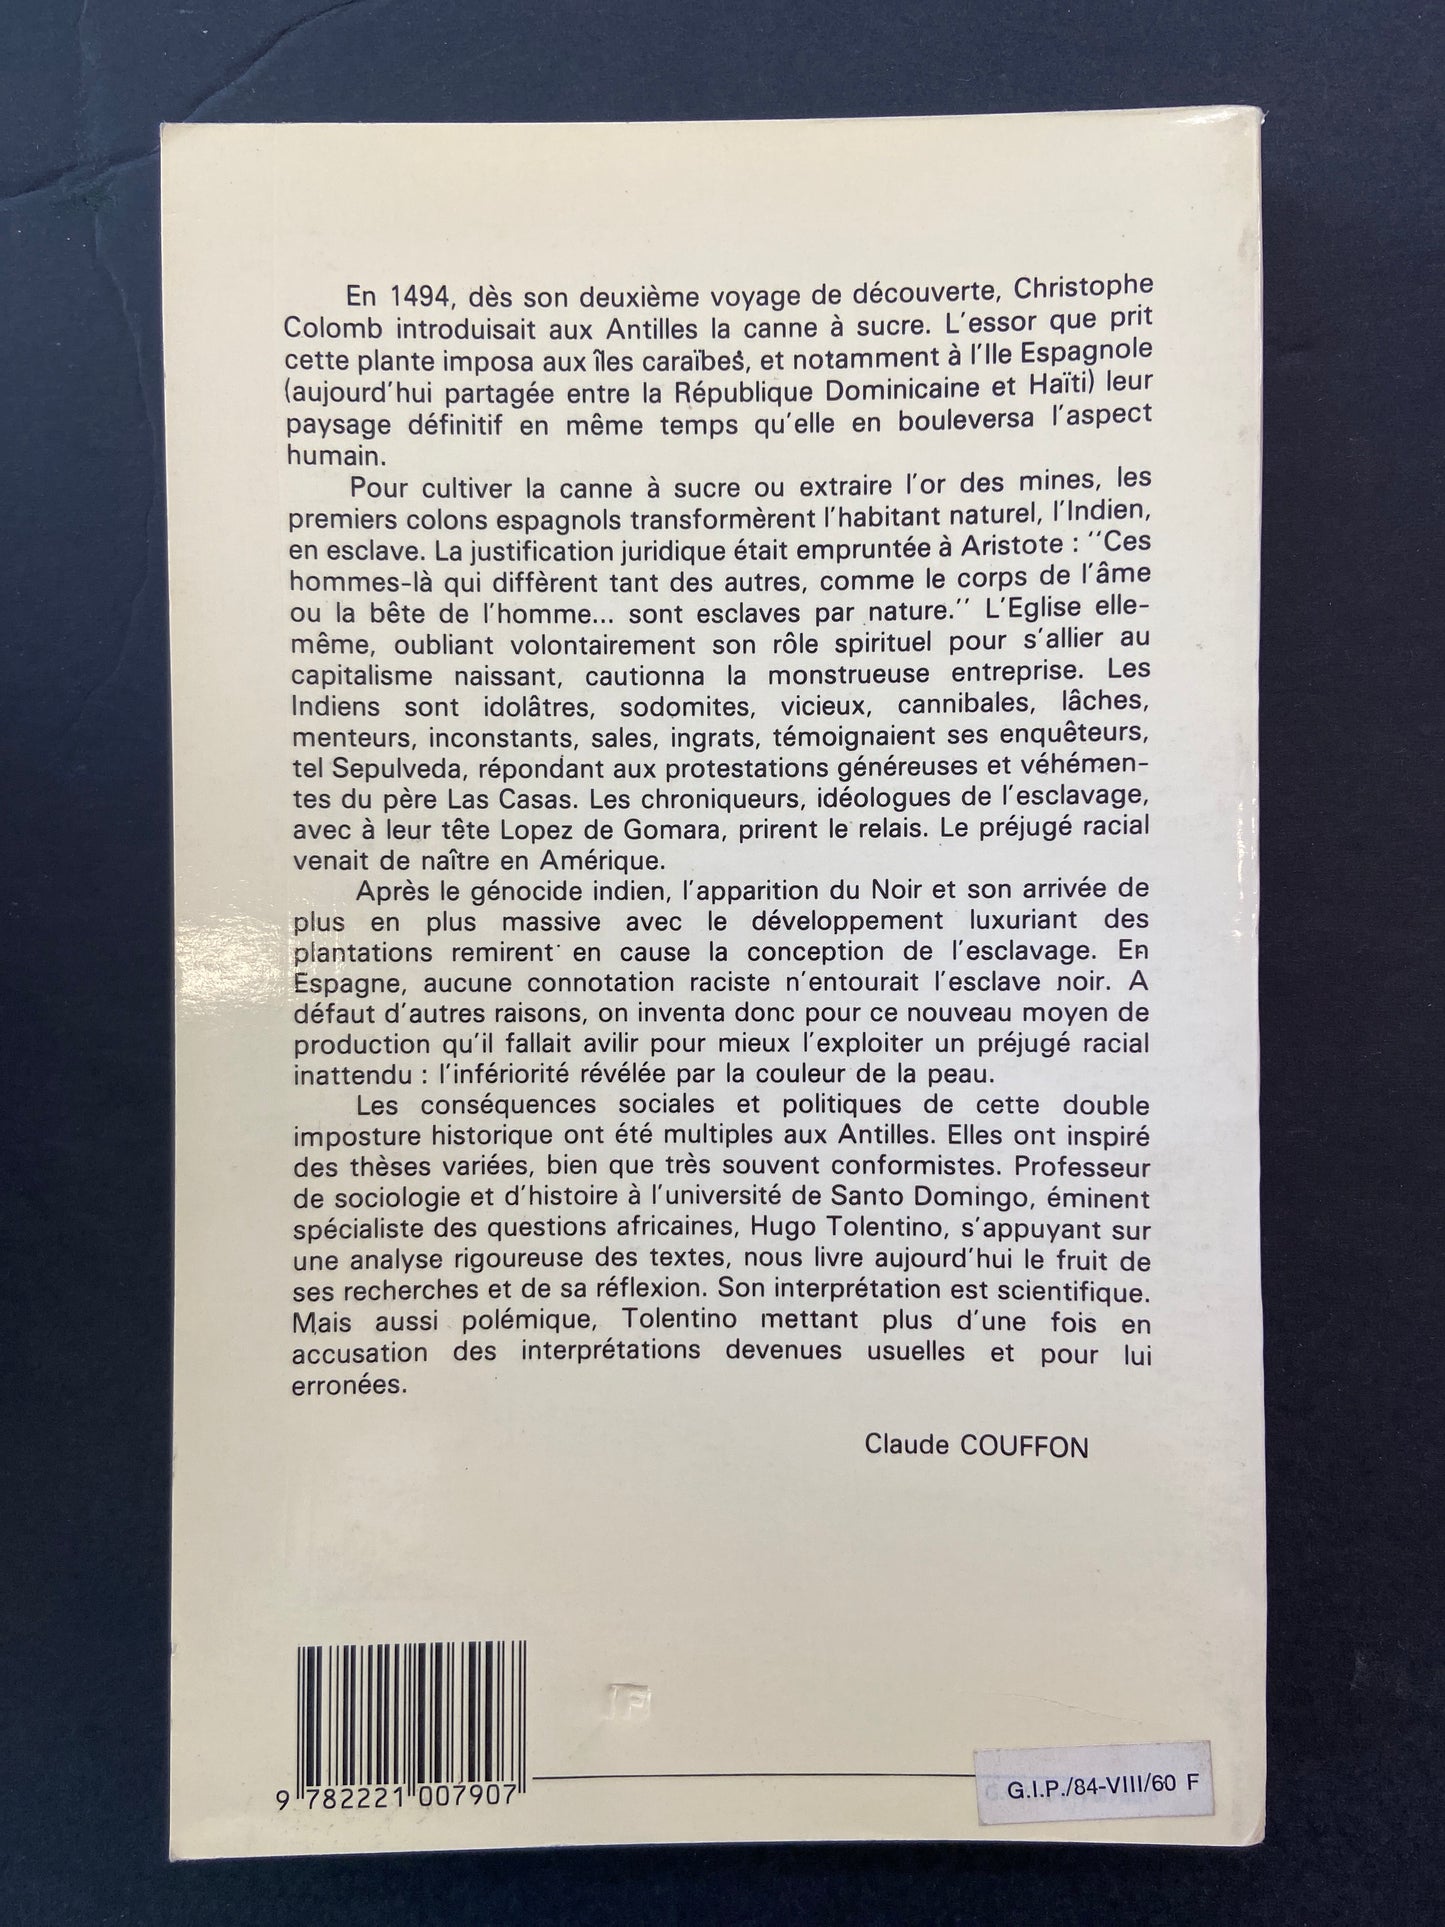 En 1494, dès son deuxième voyage de découverte, Christophe
Colomb introduisait aux Antilles la canne à sucre. L'essor que prit
cette plante imposa aux îles caraïbes, et notamment à l'Ile Espagnole
(aujourd'hui partagée entre la République Dominicaine et Haïti) leur
paysage définitif en même temps qu'elle en bouleversa l'aspect
humain.
Pour cultiver la canne à sucre ou extraire l'or des mines, les
premiers colons espagnols transformèrent l'habitant naturel, l'Indien,
en esclave. La justification juridique était empruntée à Aristote : ''Ces
hommes-là qui diffèrent tant des autres, comme le corps de l'âme
ou la bête de l'homme... sont esclaves par nature.'' L'Eglise elle-
même, oubliant volontairement son rôle spirituel pour s'allier au
capitalisme naissant, cautionna la monstrueuse entreprise. Les
Indiens sont idolâtres, sodomites, vicieux, cannibales, lâches,
menteurs, inconstants, sales, ingrats, témoignaient ses enquêteurs,
tel Sepulveda, répondant aux protestations généreuses et véhémen-
tes du père Las Casas. Les chroniqueurs, idéologues de l'esclavage,
avec à leur tête Lopez de Gomara, prirent le relais. Le préjugé racial
venait de naître en Amérique.
Après le génocide indien, l'apparition du Noir et son arrivée de
plus en plus massive avec le développement luxuriant des
plantations remirent en cause la conception de l'esclavage. En
Espagne, aucune connotation raciste n'entourait l'esclave noir. A
défaut d'autres raisons, on inventa donc pour ce nouveau moyen de
production qu'il fallait avilir pour mieux l'exploiter un préjugé racial
inattendu : l'infériorité révélée par la couleur de la peau.
Les conséquences sociales et politiques de cette double
imposture historique ont été multiples aux Antilles. Elles ont inspiré
des thèses variées, bien que très souvent conformistes. Professeur
de sociologie et d'histoire à l'université de Santo Domingo, éminent
spécialiste des questions africaines, Hugo Tolentino, s'appuyant sur
une analyse rigoureuse des textes, nous livre aujourd'hui le fruit de
ses recherches et de sa réflexion. Son interprétation est scientifique.
Mais aussi polémique, Tolentino mettant plus d'une fois en
accusation des interprétations devenues usuelles et pour lui
erronées.
Claude COUFFON
9 782221 007907
G.I.P./84-VIII/60 F